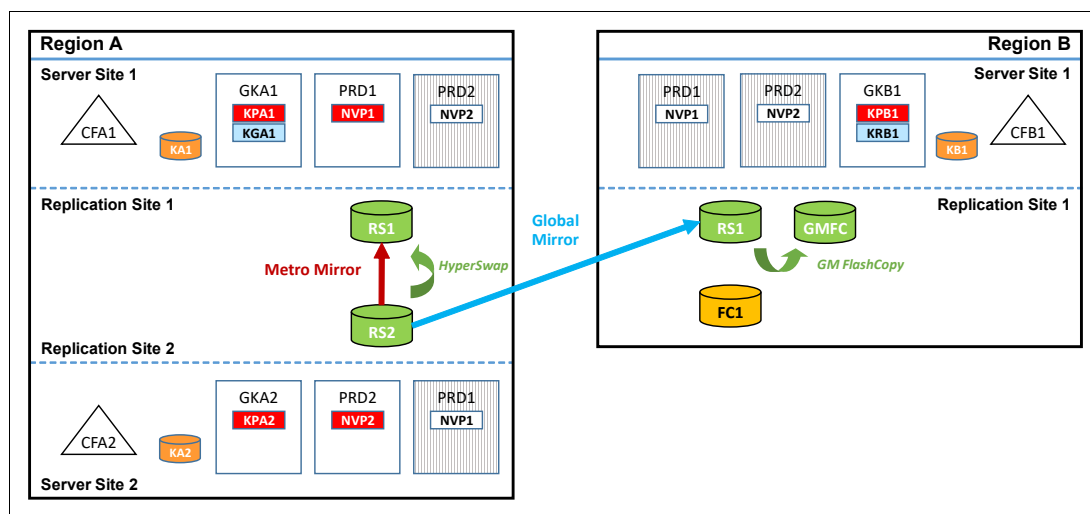 Region A
Server Site 1
CFA1
KA1
GKA1
KPA1
KGA1
PRD1
NVP1
PRD2
NVP2
Replication Site 1
RS1
Metro Mirror
HyperSwap
RS2
Replication Site 2
GKA2
KPA2
PRD2
NVP2
PRD1
NVP1
CFA2
KA2
Server Site 2
Global
Mirror
Region B
Server Site 1
PRD1
NVP1
PRD2
NVP2
GKB1
KPB1
KRB1
KB1
CFB1
Replication Site 1
RS1
GMFC
GM FlashCopy
FC1